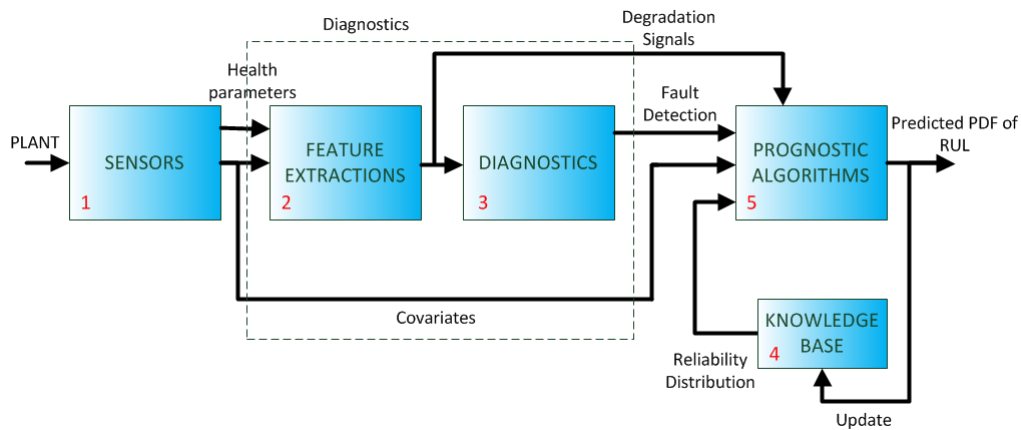 Diagnostics
Degradation
Signals
Health
parameters
Fault
Detection
Predicted PDF of
RUL
PLANT
SENSORS
1
FEATURE
EXTRACTIONS
2
DIAGNOSTICS
3
PROGNOSTIC
ALGORITHMS
5
Covariates
KNOWLEDGE
BASE
4
Reliability
Distribution
Update